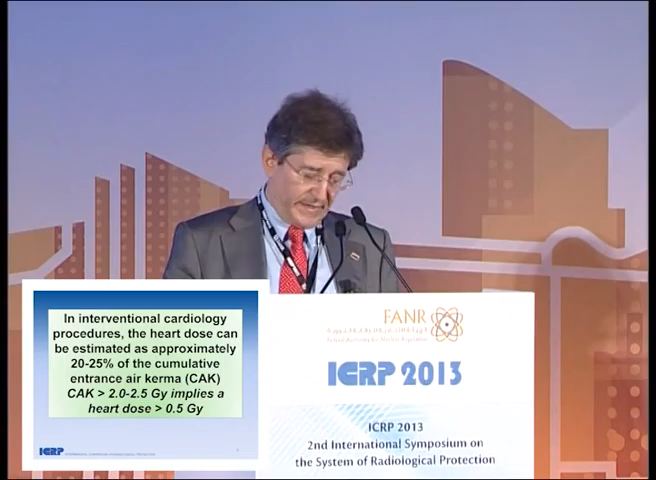 In interventional cardiology
procedures, the heart dose can
be estimated as approximately
20-25% of the cumulative
entrance air kerma (CAK)
CAK > 2.0-2.5 Gy implies a
heart dose > 0.5 Gy
ICRP
FANR
ICRP 2013
ICRP 2013
2nd International Symposium on
the System of Radiological Protection